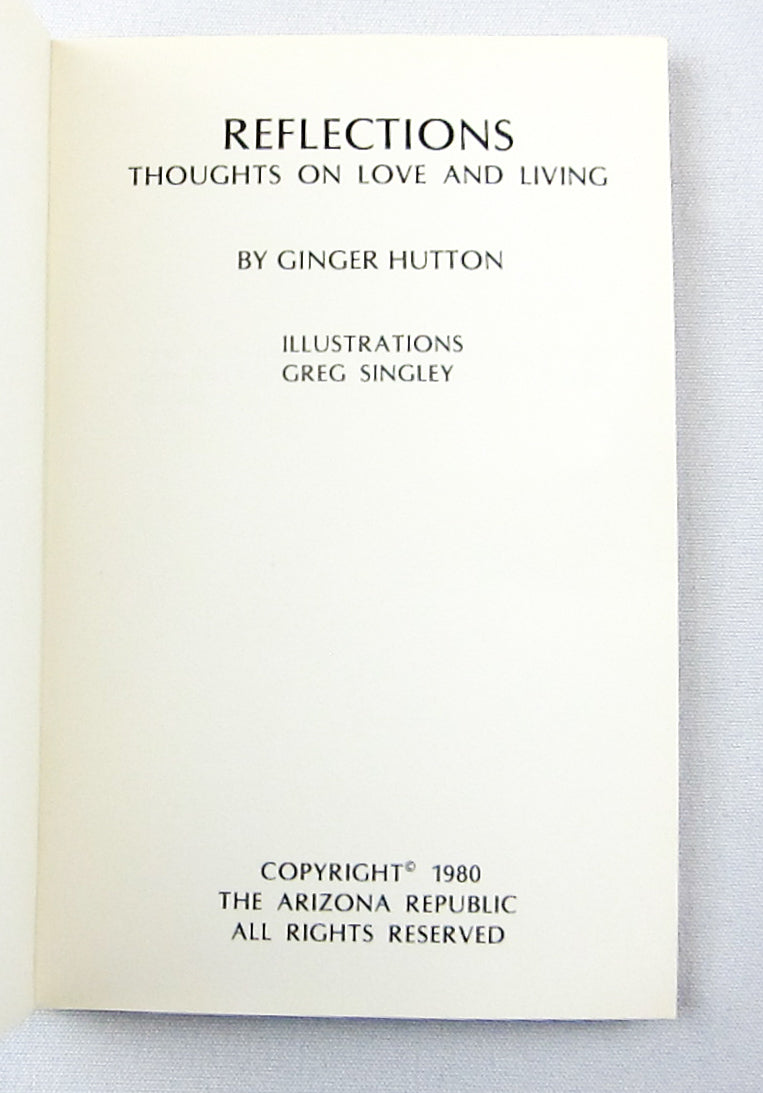 REFLECTIONS
THOUGHTS ON LOVE AND LIVING
BY GINGER HUTTON
ILLUSTRATIONS
GREG SINGLEY
COPYRIGHT© 1980
THE ARIZONA REPUBLIC
ALL RIGHTS RESERVED